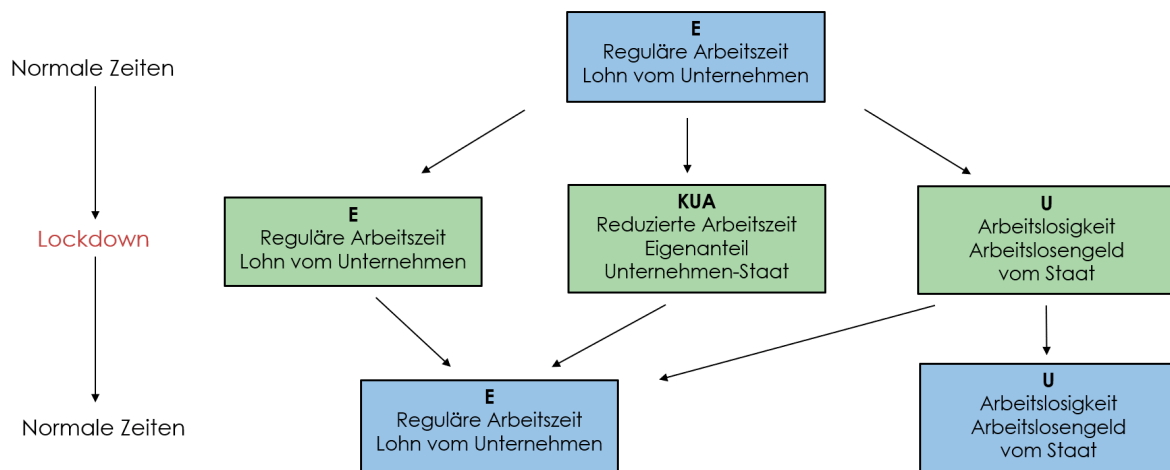 Normale Zeiten
E
Reguläre Arbeitszeit
Lohn vom Unternehmen
Lockdown
E
Reguläre Arbeitszeit
Lohn vom Unternehmen
KUA
Reduzierte Arbeitszeit
Eigenanteil
Unternehmen-Staat
U
Arbeitslosigkeit
Arbeitslosengeld
vom Staat
Normale Zeiten
E
Reguläre Arbeitszeit
Lohn vom Unternehmen
U
Arbeitslosigkeit
Arbeitslosengeld
vom Staat